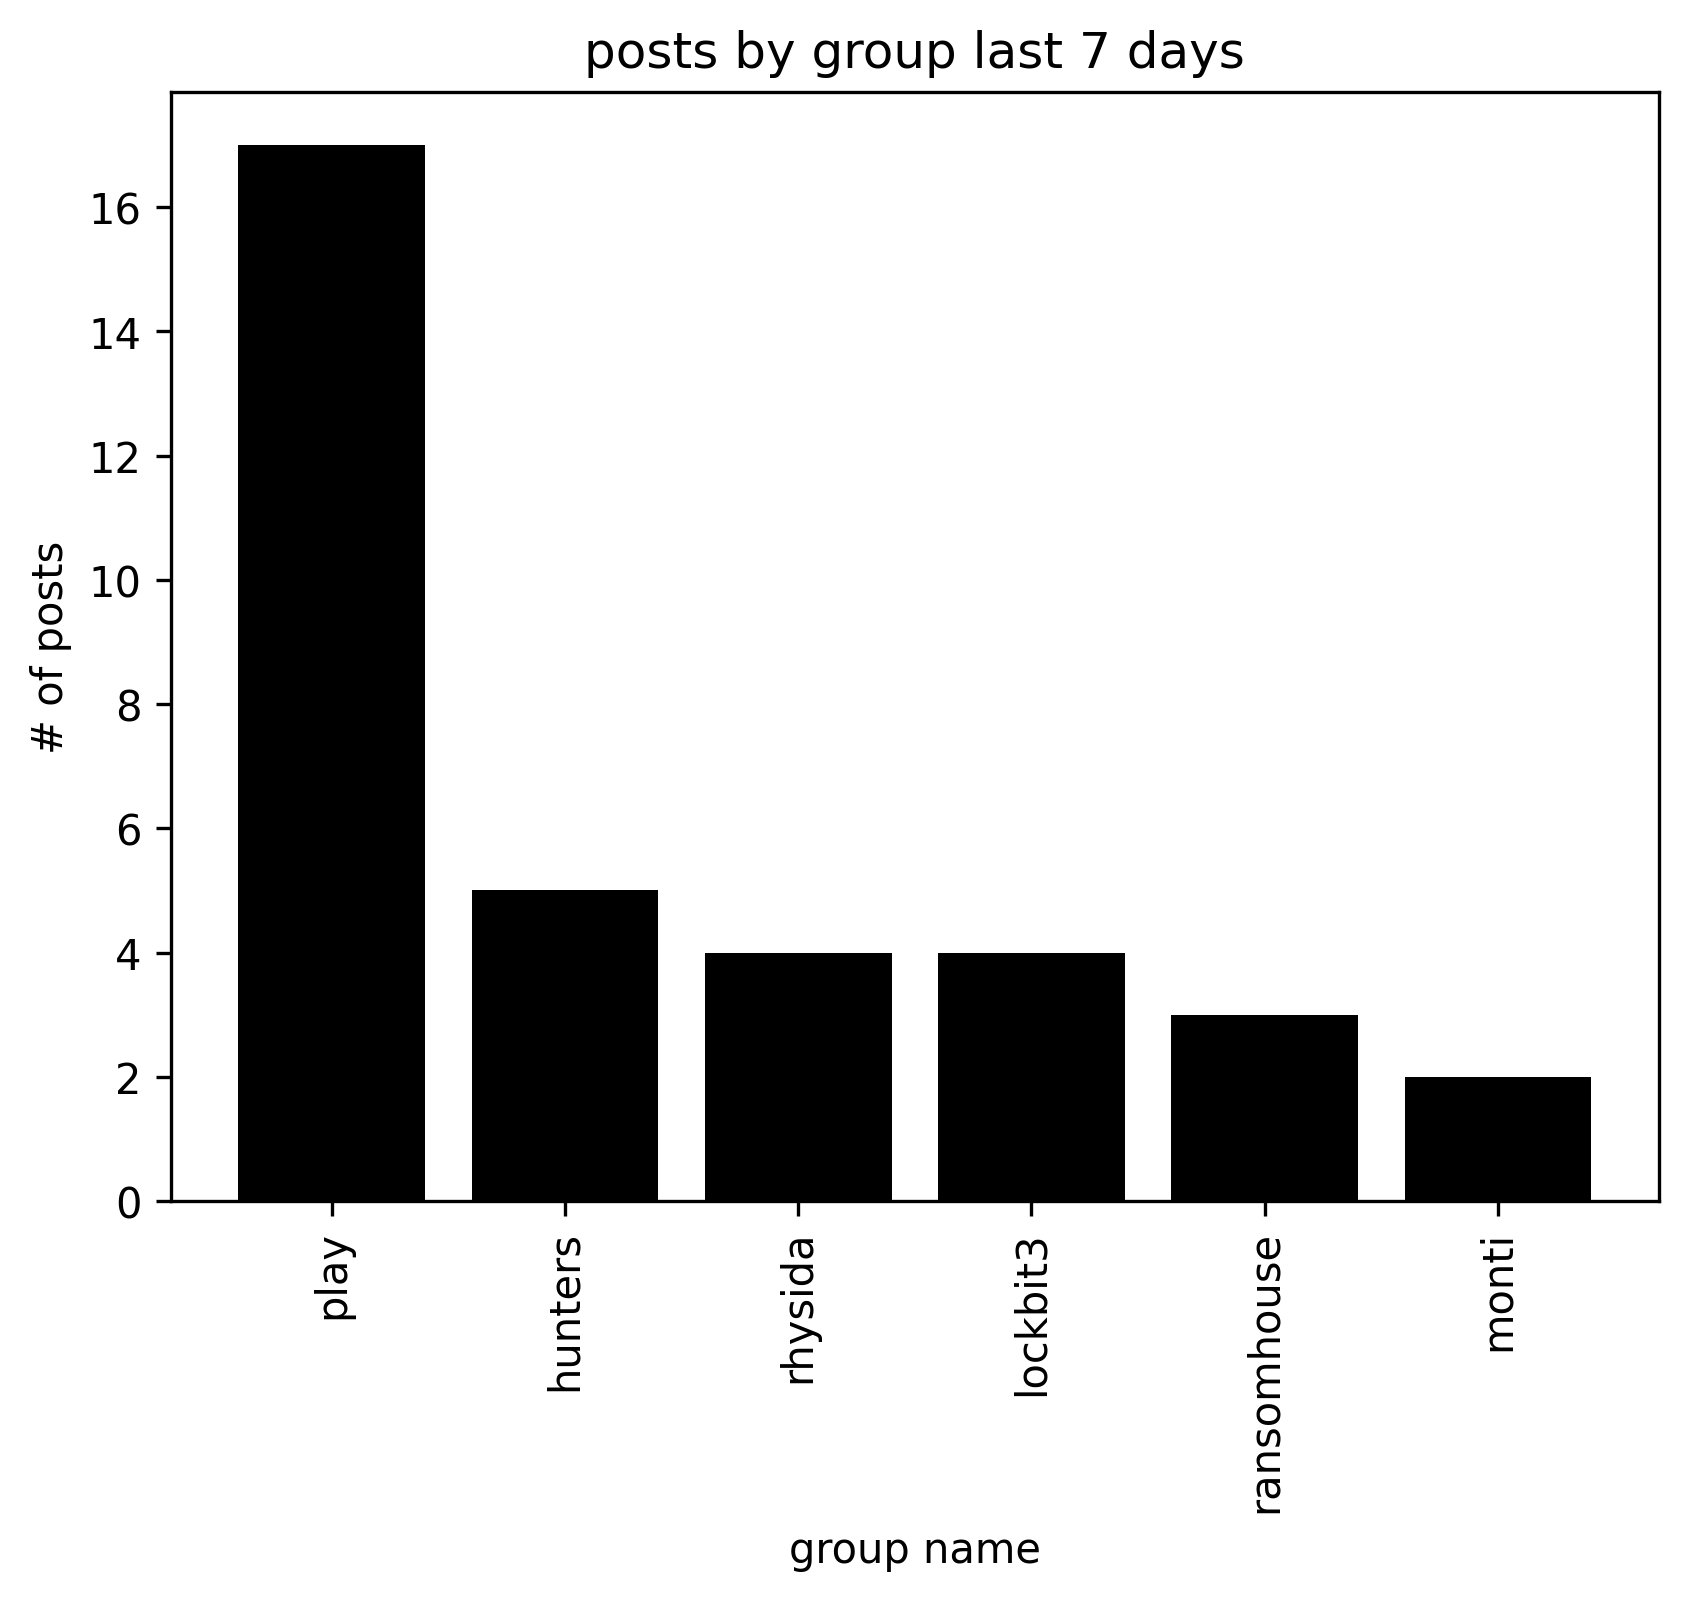 posts by group last 7 days
# of posts
16
14
12
10
8
6
4
2
0
play
hunters
rhysida
lockbit3
ransomhouse
monti
group name